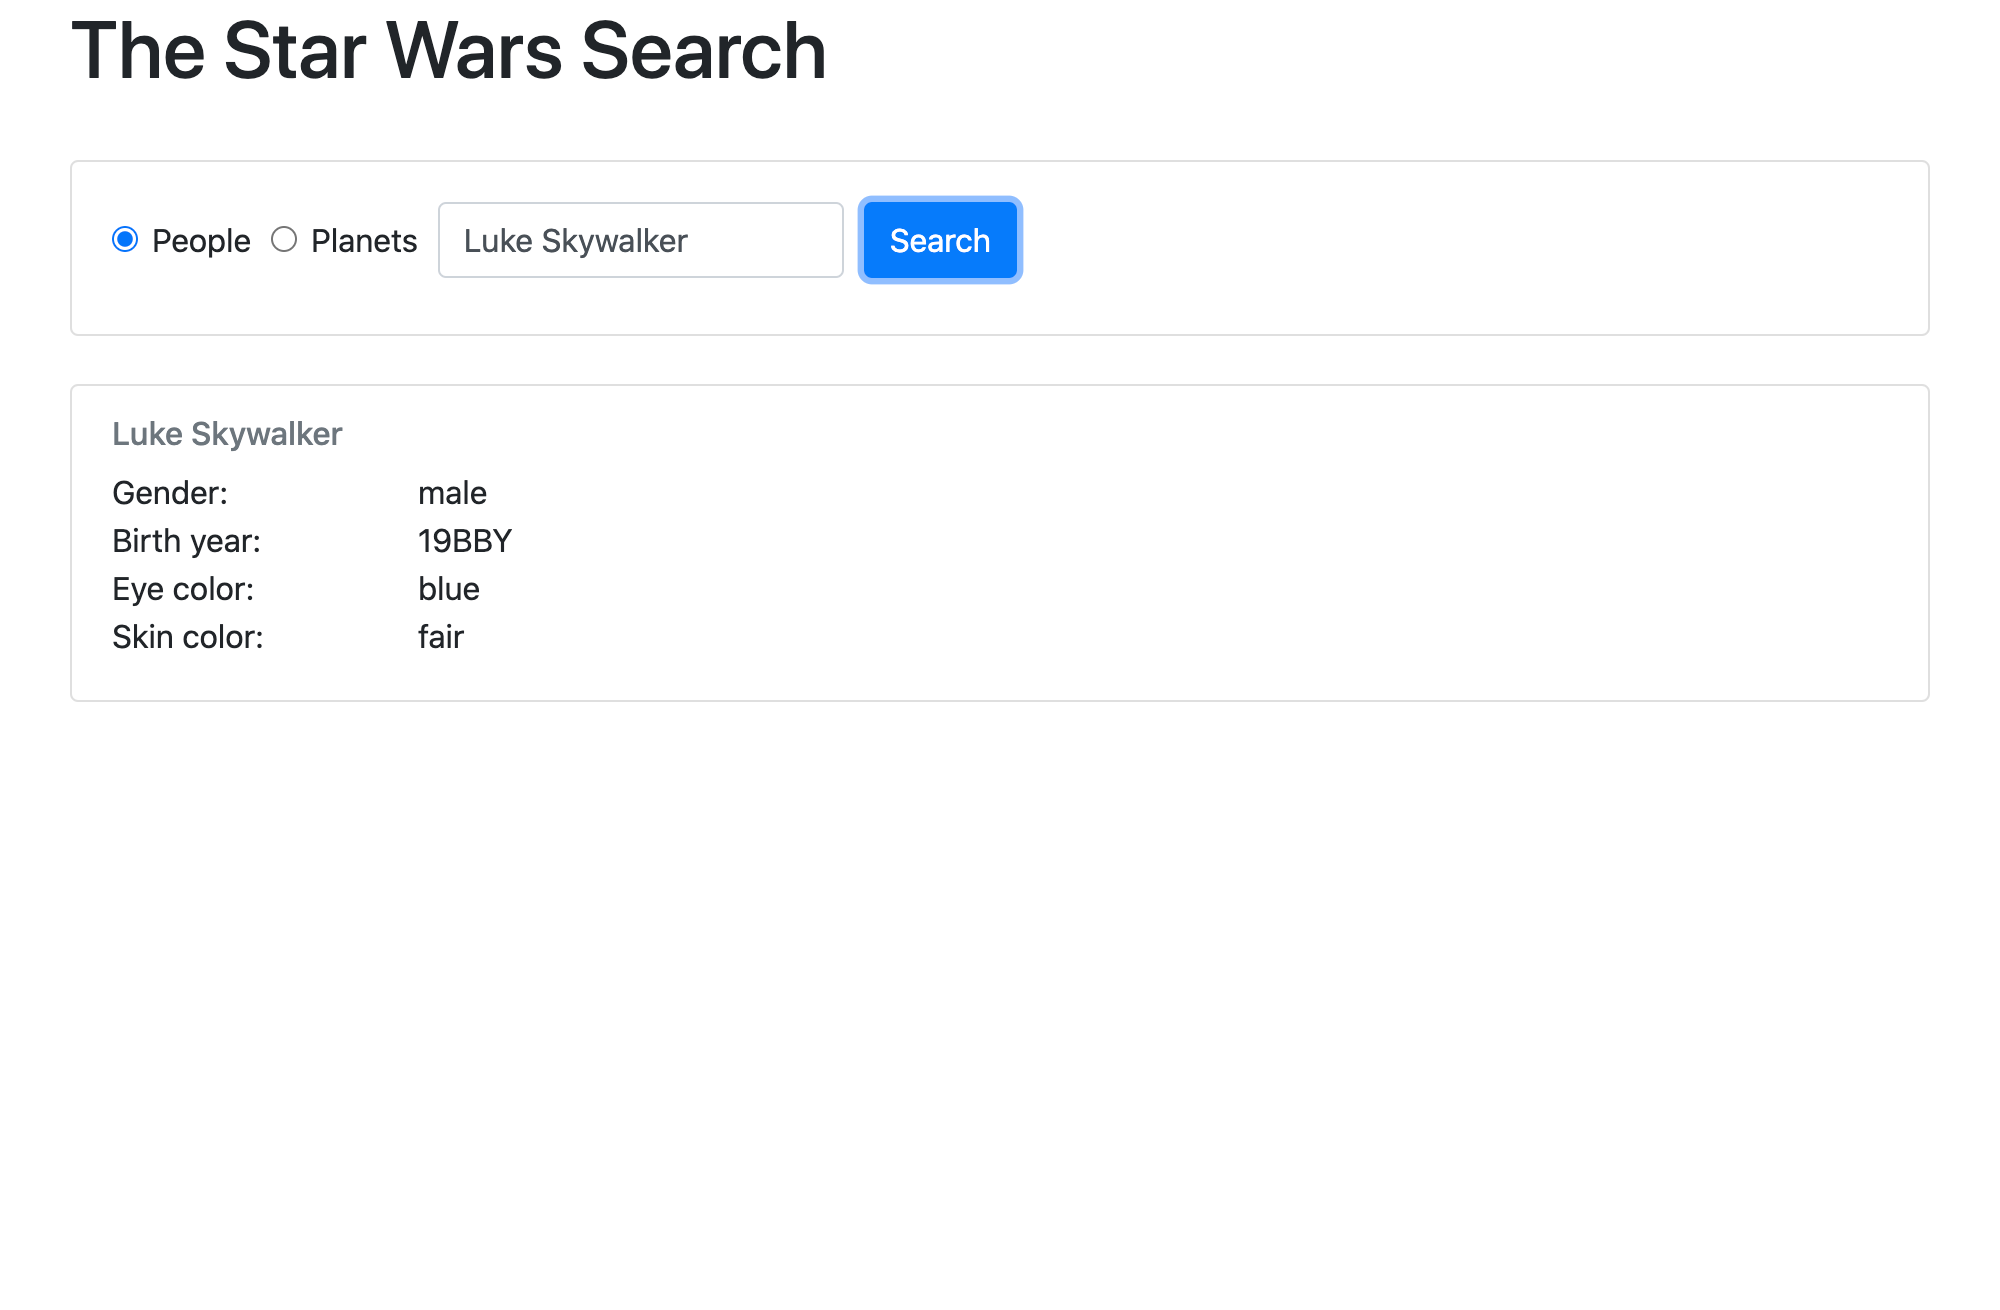 The Star Wars Search
People Planets Luke Skywalker Search
Luke Skywalker
Gender: male
Birth year: 19BBY
Eye color: blue
Skin color: fair